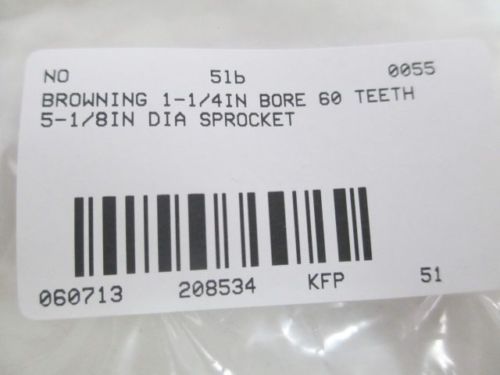 NO 51b 0055
BROWNING 1-1/4IN BORE 60 TEETH
5-1/8IN DIA SPROCKET
060713 208534 KFP 51